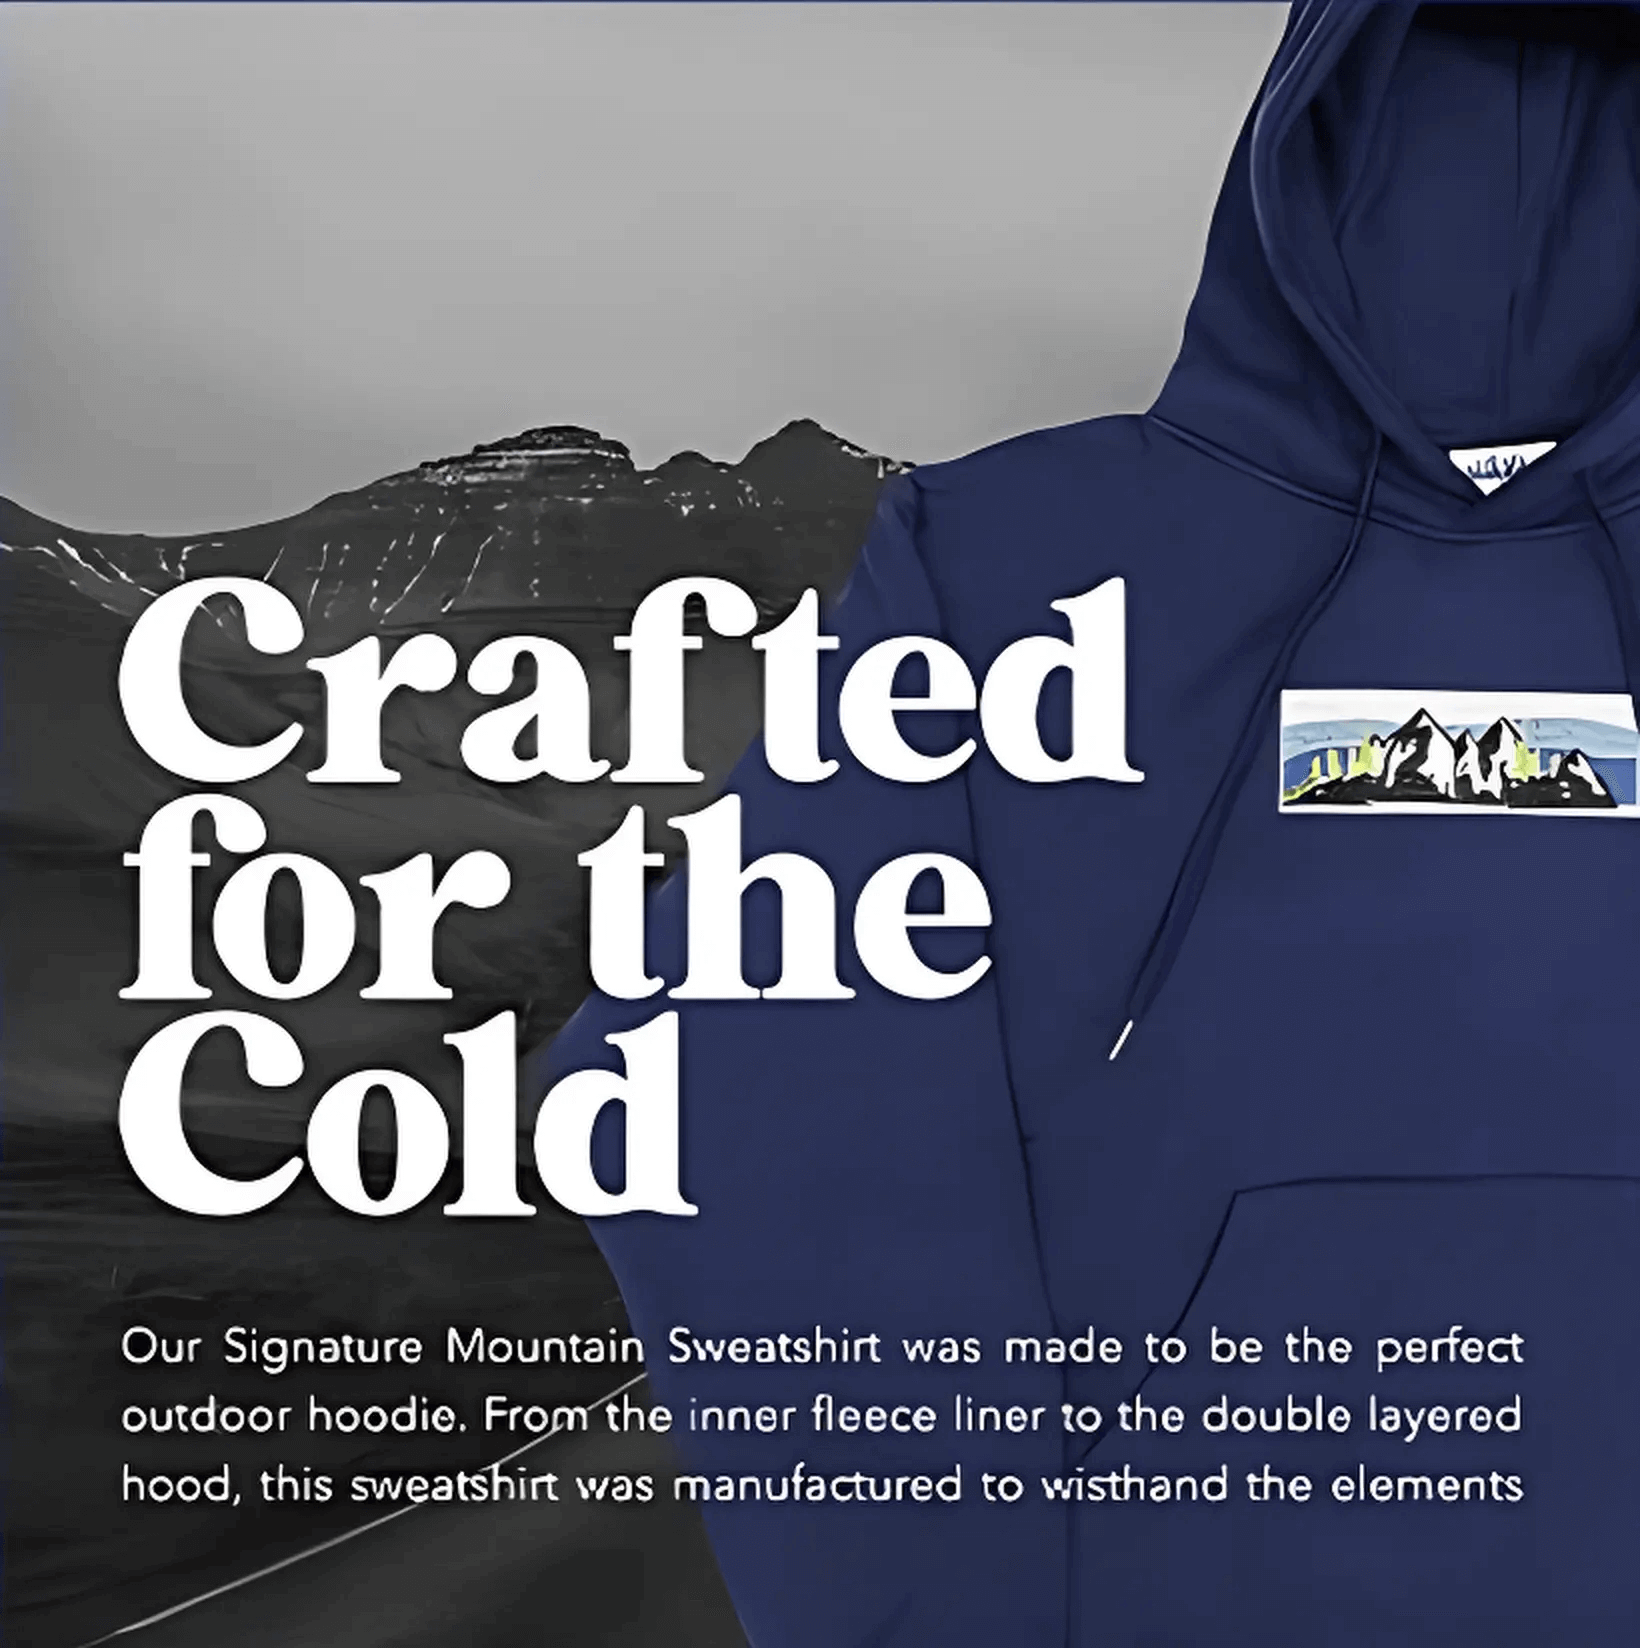 Crafted
for the
Cold
Our Signature Mountain Sweatshirt was made to be the perfect
outdoor hoodie. From the inner fleece liner to the double layered
hood, this sweatshirt was manufactured to wisthand the elements